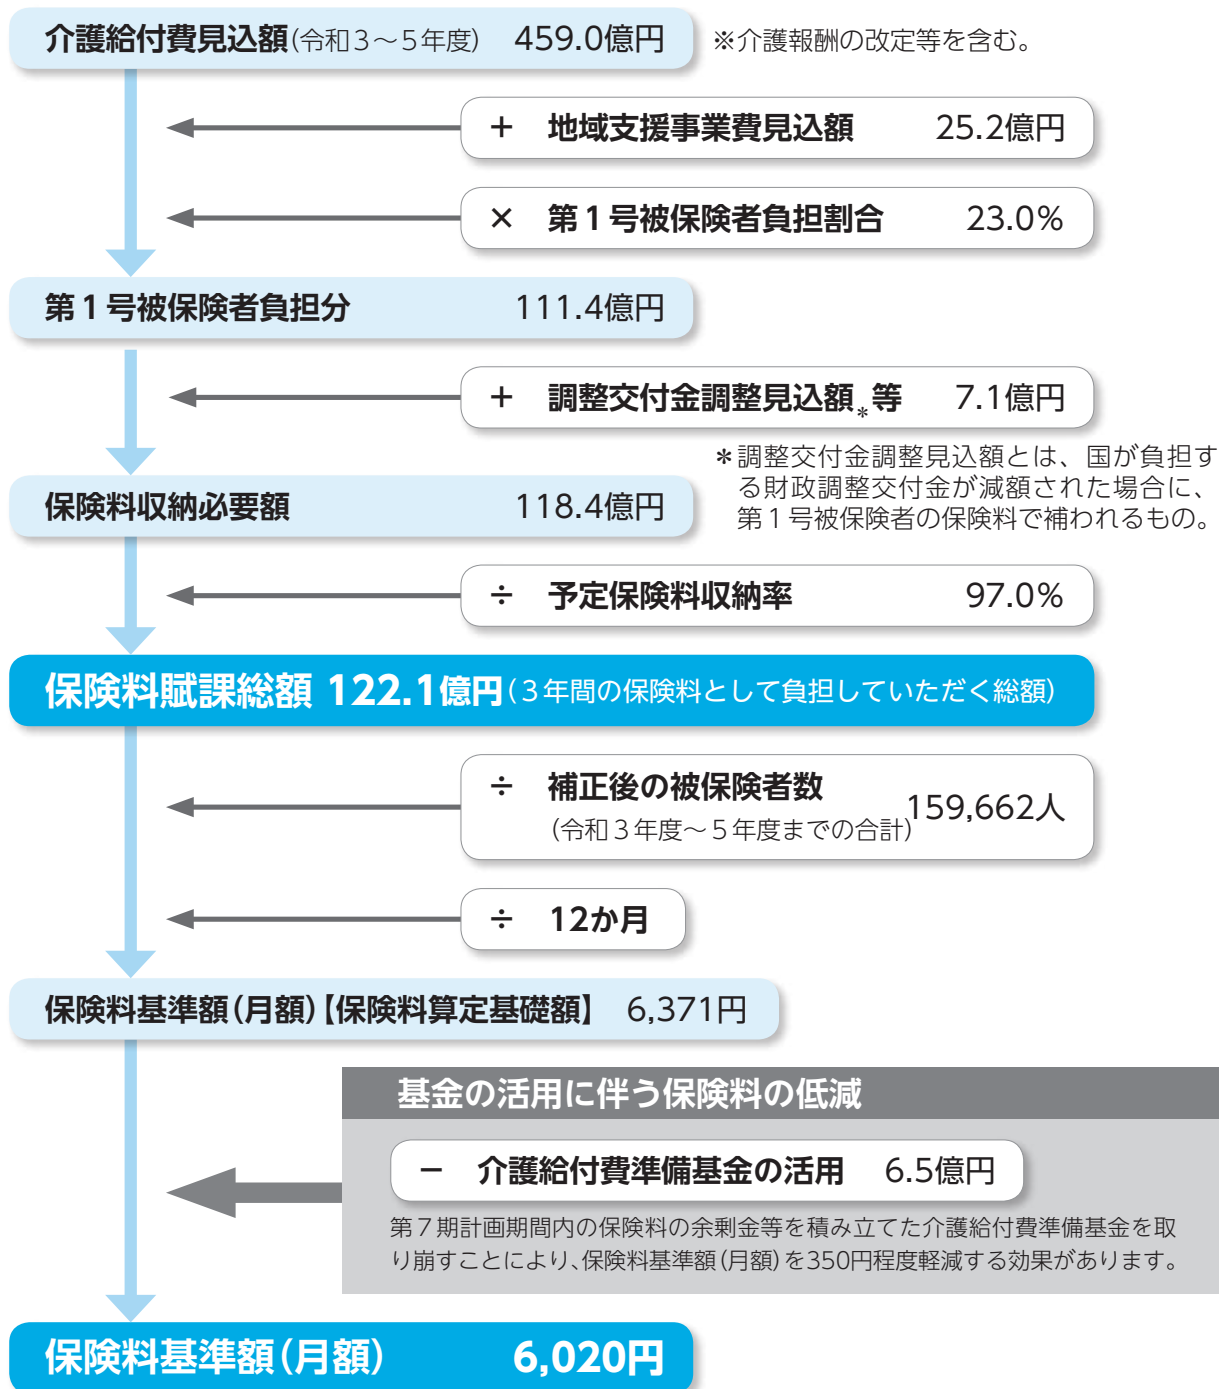 介護給付費見込額(令和3~5年度) 459.0億円 ※介護報酬の改定等を含む。
+ 地域支援事業費見込額 25.2億円
× 第1号被保険者負担割合 23.0%
第1号被保険者負担分 111.4億円
+ 調整交付金調整見込額*等 7.1億円
*調整交付金調整見込額とは、国が負担す
る財政調整交付金が減額された場合に、
第1号被保険者の保険料で補われるもの。
保険料収納必要額 118.4億円
÷ 予定保険料収納率 97.0%
保険料賦課総額 122.1億円(3年間の保険料として負担していただく総額)
÷ 補正後の被保険者数 159,662人
(令和3年度~5年度までの合計)
÷ 12か月
保険料基準額(月額)【保険料算定基礎額】 6,371円
基金の活用に伴う保険料の低減
- 介護給付費準備基金の活用 6.5億円
第7期計画期間内の保険料の余剰金等を積み立てた介護給付費準備基金を取
り崩すことにより、保険料基準額(月額)を350円程度軽減する効果があります。
保険料基準額(月額) 6,020円